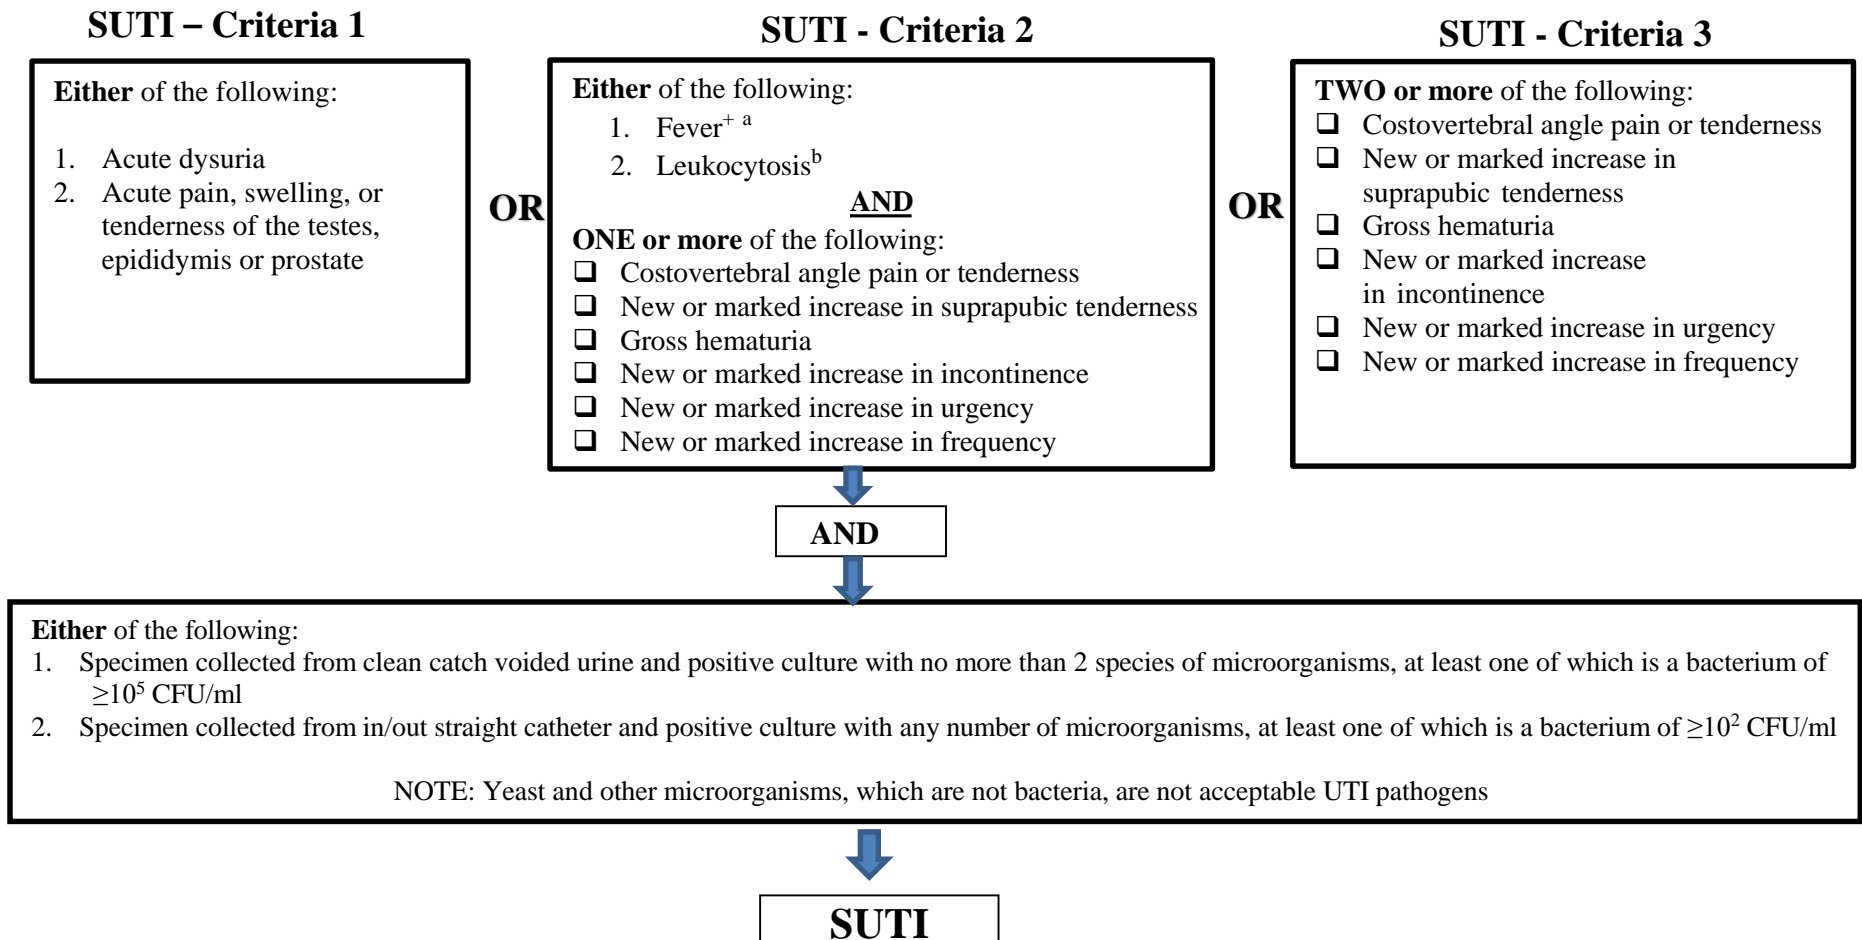 SUTI – Criteria 1
Either of the following:
1. Acute dysuria
2. Acute pain, swelling, or
tenderness of the testes,
epididymis or prostate
OR
SUTI - Criteria 2
Either of the following:
1. Fever⁺ ᵃ
2. Leukocytosisᵇ
AND
ONE or more of the following:
❑ Costovertebral angle pain or tenderness
❑ New or marked increase in suprapubic tenderness
❑ Gross hematuria
❑ New or marked increase in incontinence
❑ New or marked increase in urgency
❑ New or marked increase in frequency
OR
SUTI - Criteria 3
TWO or more of the following:
❑ Costovertebral angle pain or tenderness
❑ New or marked increase in
suprapubic tenderness
❑ Gross hematuria
❑ New or marked increase
in incontinence
❑ New or marked increase in urgency
❑ New or marked increase in frequency
AND
Either of the following:
1. Specimen collected from clean catch voided urine and positive culture with no more than 2 species of microorganisms, at least one of which is a bacterium of
≥10⁵ CFU/ml
2. Specimen collected from in/out straight catheter and positive culture with any number of microorganisms, at least one of which is a bacterium of ≥10² CFU/ml
NOTE: Yeast and other microorganisms, which are not bacteria, are not acceptable UTI pathogens
SUTI